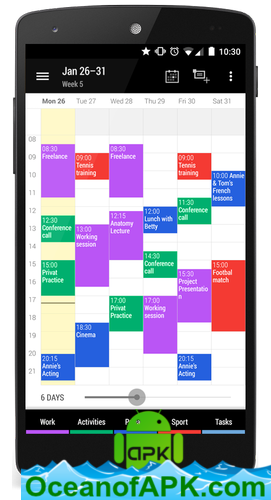 10:30
Jan 26–31
Week 5
Mon 26 Tue 27 Wed 28 Thu 29 Fri 30 Sat 31
08
09
10
11
12
13
14
15
16
17
18
19
20
21
08:30
Freelance
12:30
Conference
call
15:00
Privat
Practice
20:15
Annie's
Acting
09:00
Tennis
training
13:00
Working
session
18:30
Cinema
08:30
Freelance
12:15
Anatomy
Lecture
17:00
Privat
Practice
12:00
Lunch with
Betty
14:50
Conference
call
17:00
Working
session
09:00
Tennis
training
11:30
Conference
call
15:30
Project
Presentatio
n
20:15
Annie's
Acting
10:00 Annie
& Tom's
French
lessons
15:00
Footbal
match
6 DAYS
Work Activities Sport Tasks
APK
OceanofAPK.com